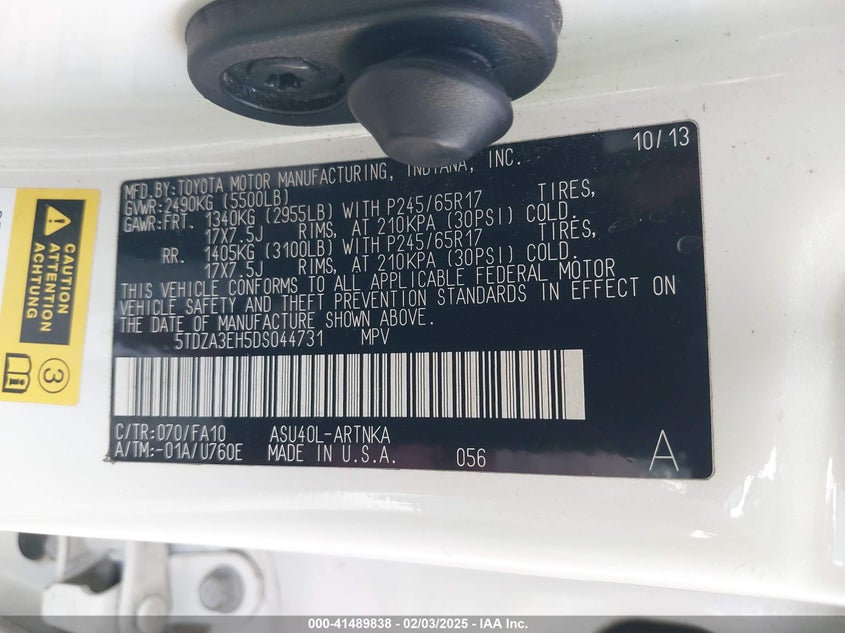 10/13
MFD.BY:TOYOTA MOTOR MANUFACTURING, INDIANA, INC.
GVWR:2490KG (5500LB)
GAWR:FRT. 1340KG (2955LB) WITH P245/65R17 TIRES,
17X7.5J RIMS, AT 210KPA (30PSI) COLD.
RR. 1405KG (3100LB) WITH P245/65R17 TIRES,
17X7.5J RIMS, AT 210KPA (30PSI) COLD.
THIS VEHICLE CONFORMS TO ALL APPLICABLE FEDERAL MOTOR
VEHICLE SAFETY AND THEFT PREVENTION STANDARDS IN EFFECT ON
THE DATE OF MANUFACTURE SHOWN ABOVE.
5TDZA3EH5DS044731 MPV
C/TR:070/FA10 ASU40L-ARTNKA
A/TM:-01A/U760E MADE IN U.S.A. 056 A
CAUTION
ATTENTION
ACHTUNG
3
000-41489838 - 02/03/2025 - IAA Inc.